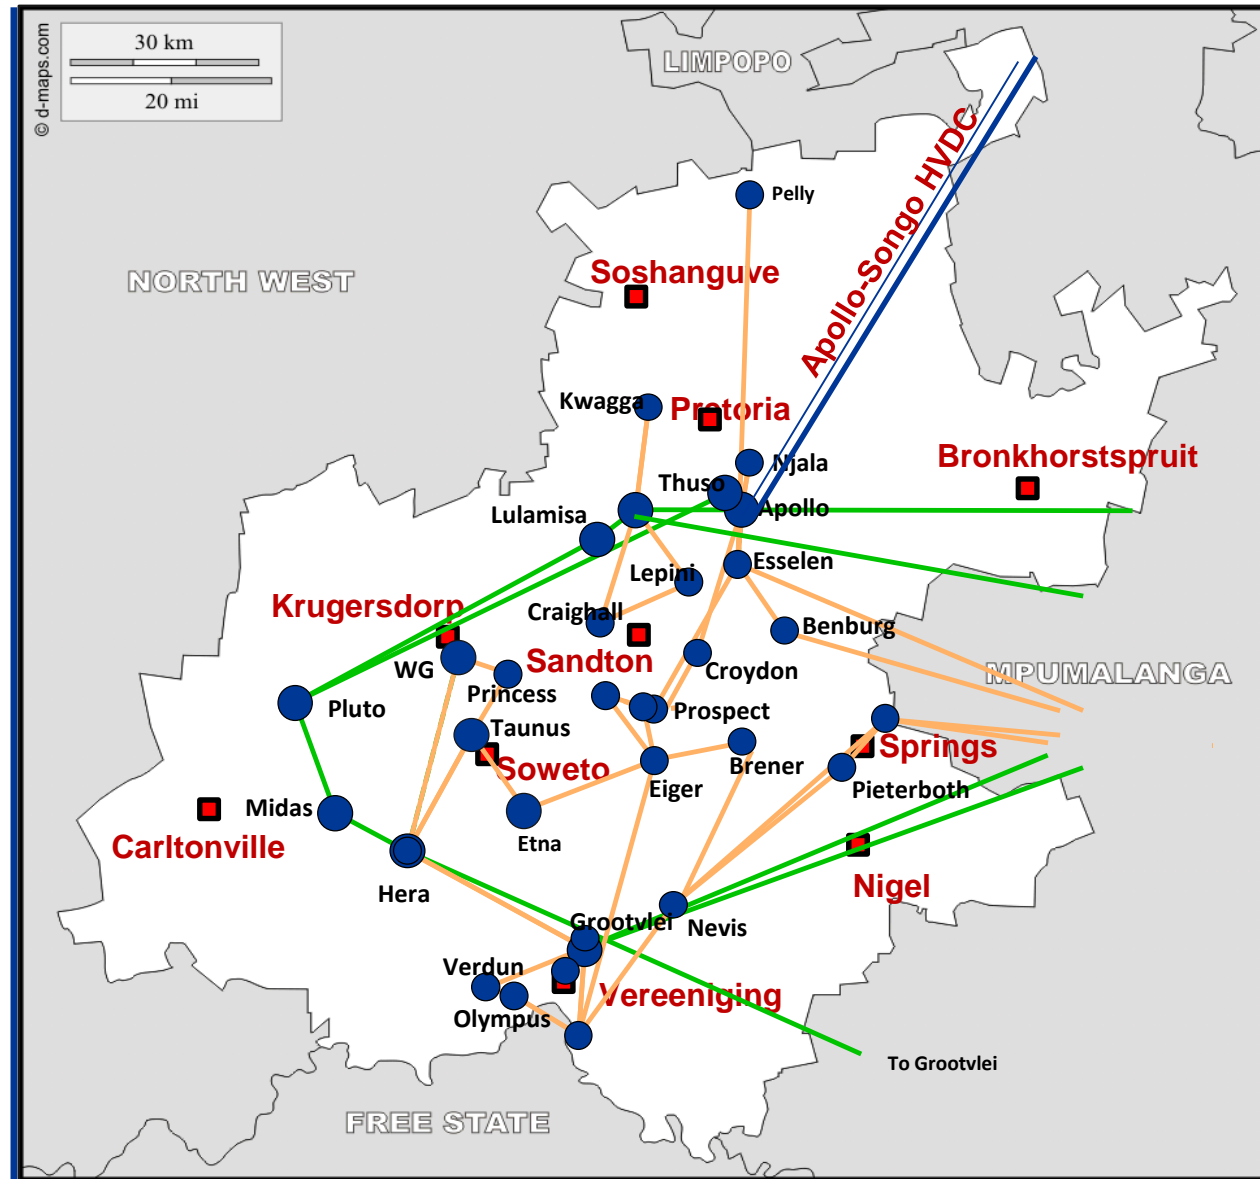 © d-maps.com
30 km
20 mi
LIMPOPO
Apollo-Songo HVDC
Pelly
NORTH WEST
Soshanguve
Kwagga
Pretoria
Njala
Bronkhorstspruit
Thuso
Apollo
Lulamisa
Esselen
Lepini
Krugersdorp
Craighall
Benburg
Sandton
Croydon
WG
Princess
MPUMALANGA
Pluto
Prospect
Taunus
Springs
Soweto
Brener
Eiger
Pieterboth
Midas
Carltonville
Etna
Hera
Nigel
Grootvlei
Nevis
Verdun
Vereeniging
Olympus
To Grootvlei
FREE STATE